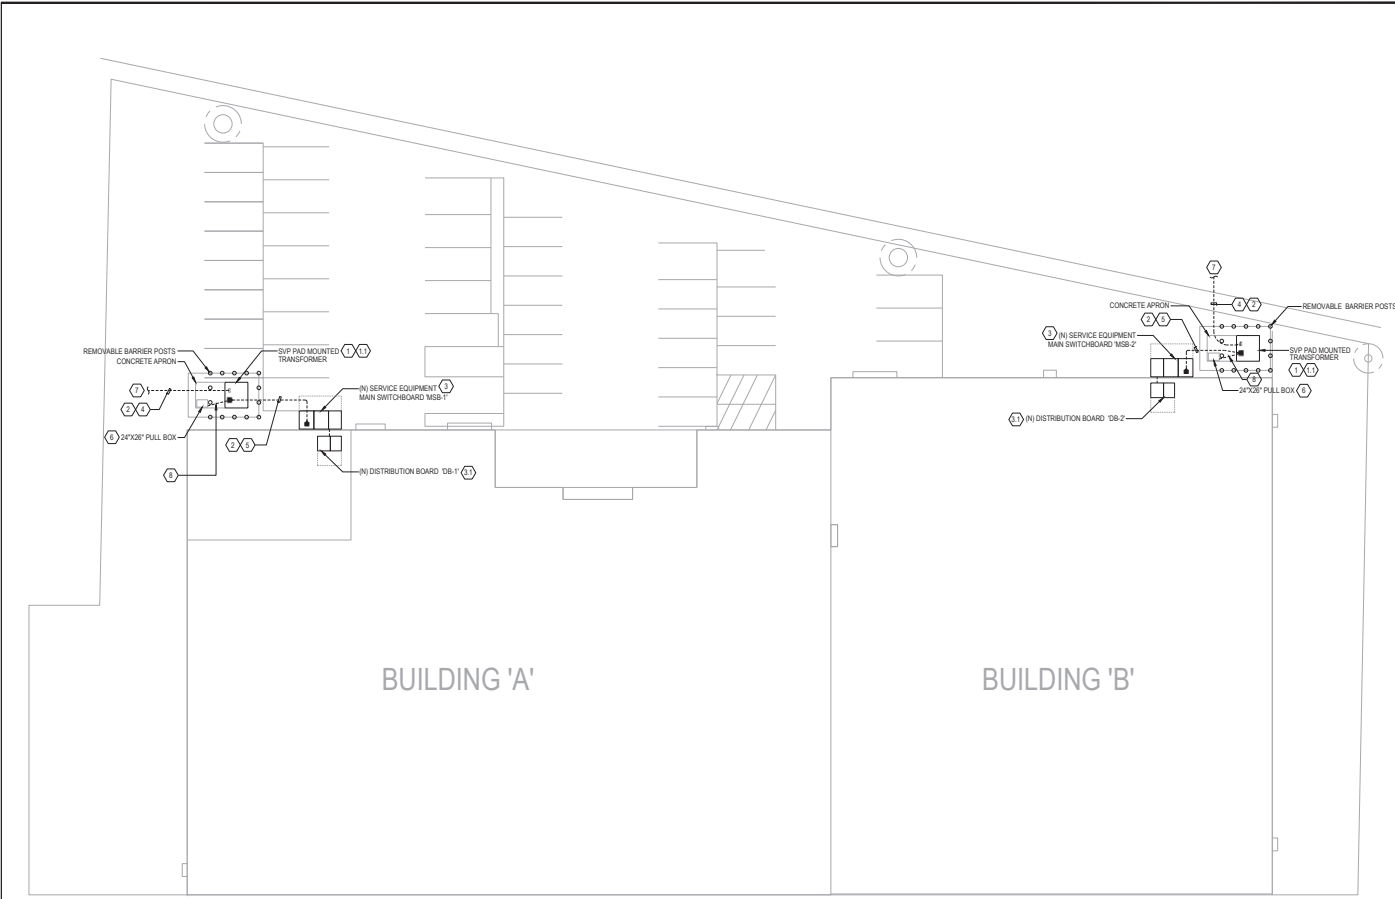 7
CONCRETE APRON
4 2
REMOVABLE BARRIER POSTS
2 5
3 (N) SERVICE EQUIPMENT
MAIN SWITCHBOARD 'MSB-2'
REMOVABLE BARRIER POSTS
CONCRETE APRON
SVP PAD MOUNTED
TRANSFORMER
1 1.1
SVP PAD MOUNTED
TRANSFORMER
1 1.1
8
24"X26" PULL BOX 6
7
2 4
(N) SERVICE EQUIPMENT 3
MAIN SWITCHBOARD 'MSB-1'
3.1 (N) DISTRIBUTION BOARD 'DB-2'
6 24"X26" PULL BOX
2 5
8
(N) DISTRIBUTION BOARD 'DB-1' 3.1
BUILDING 'A'
BUILDING 'B'